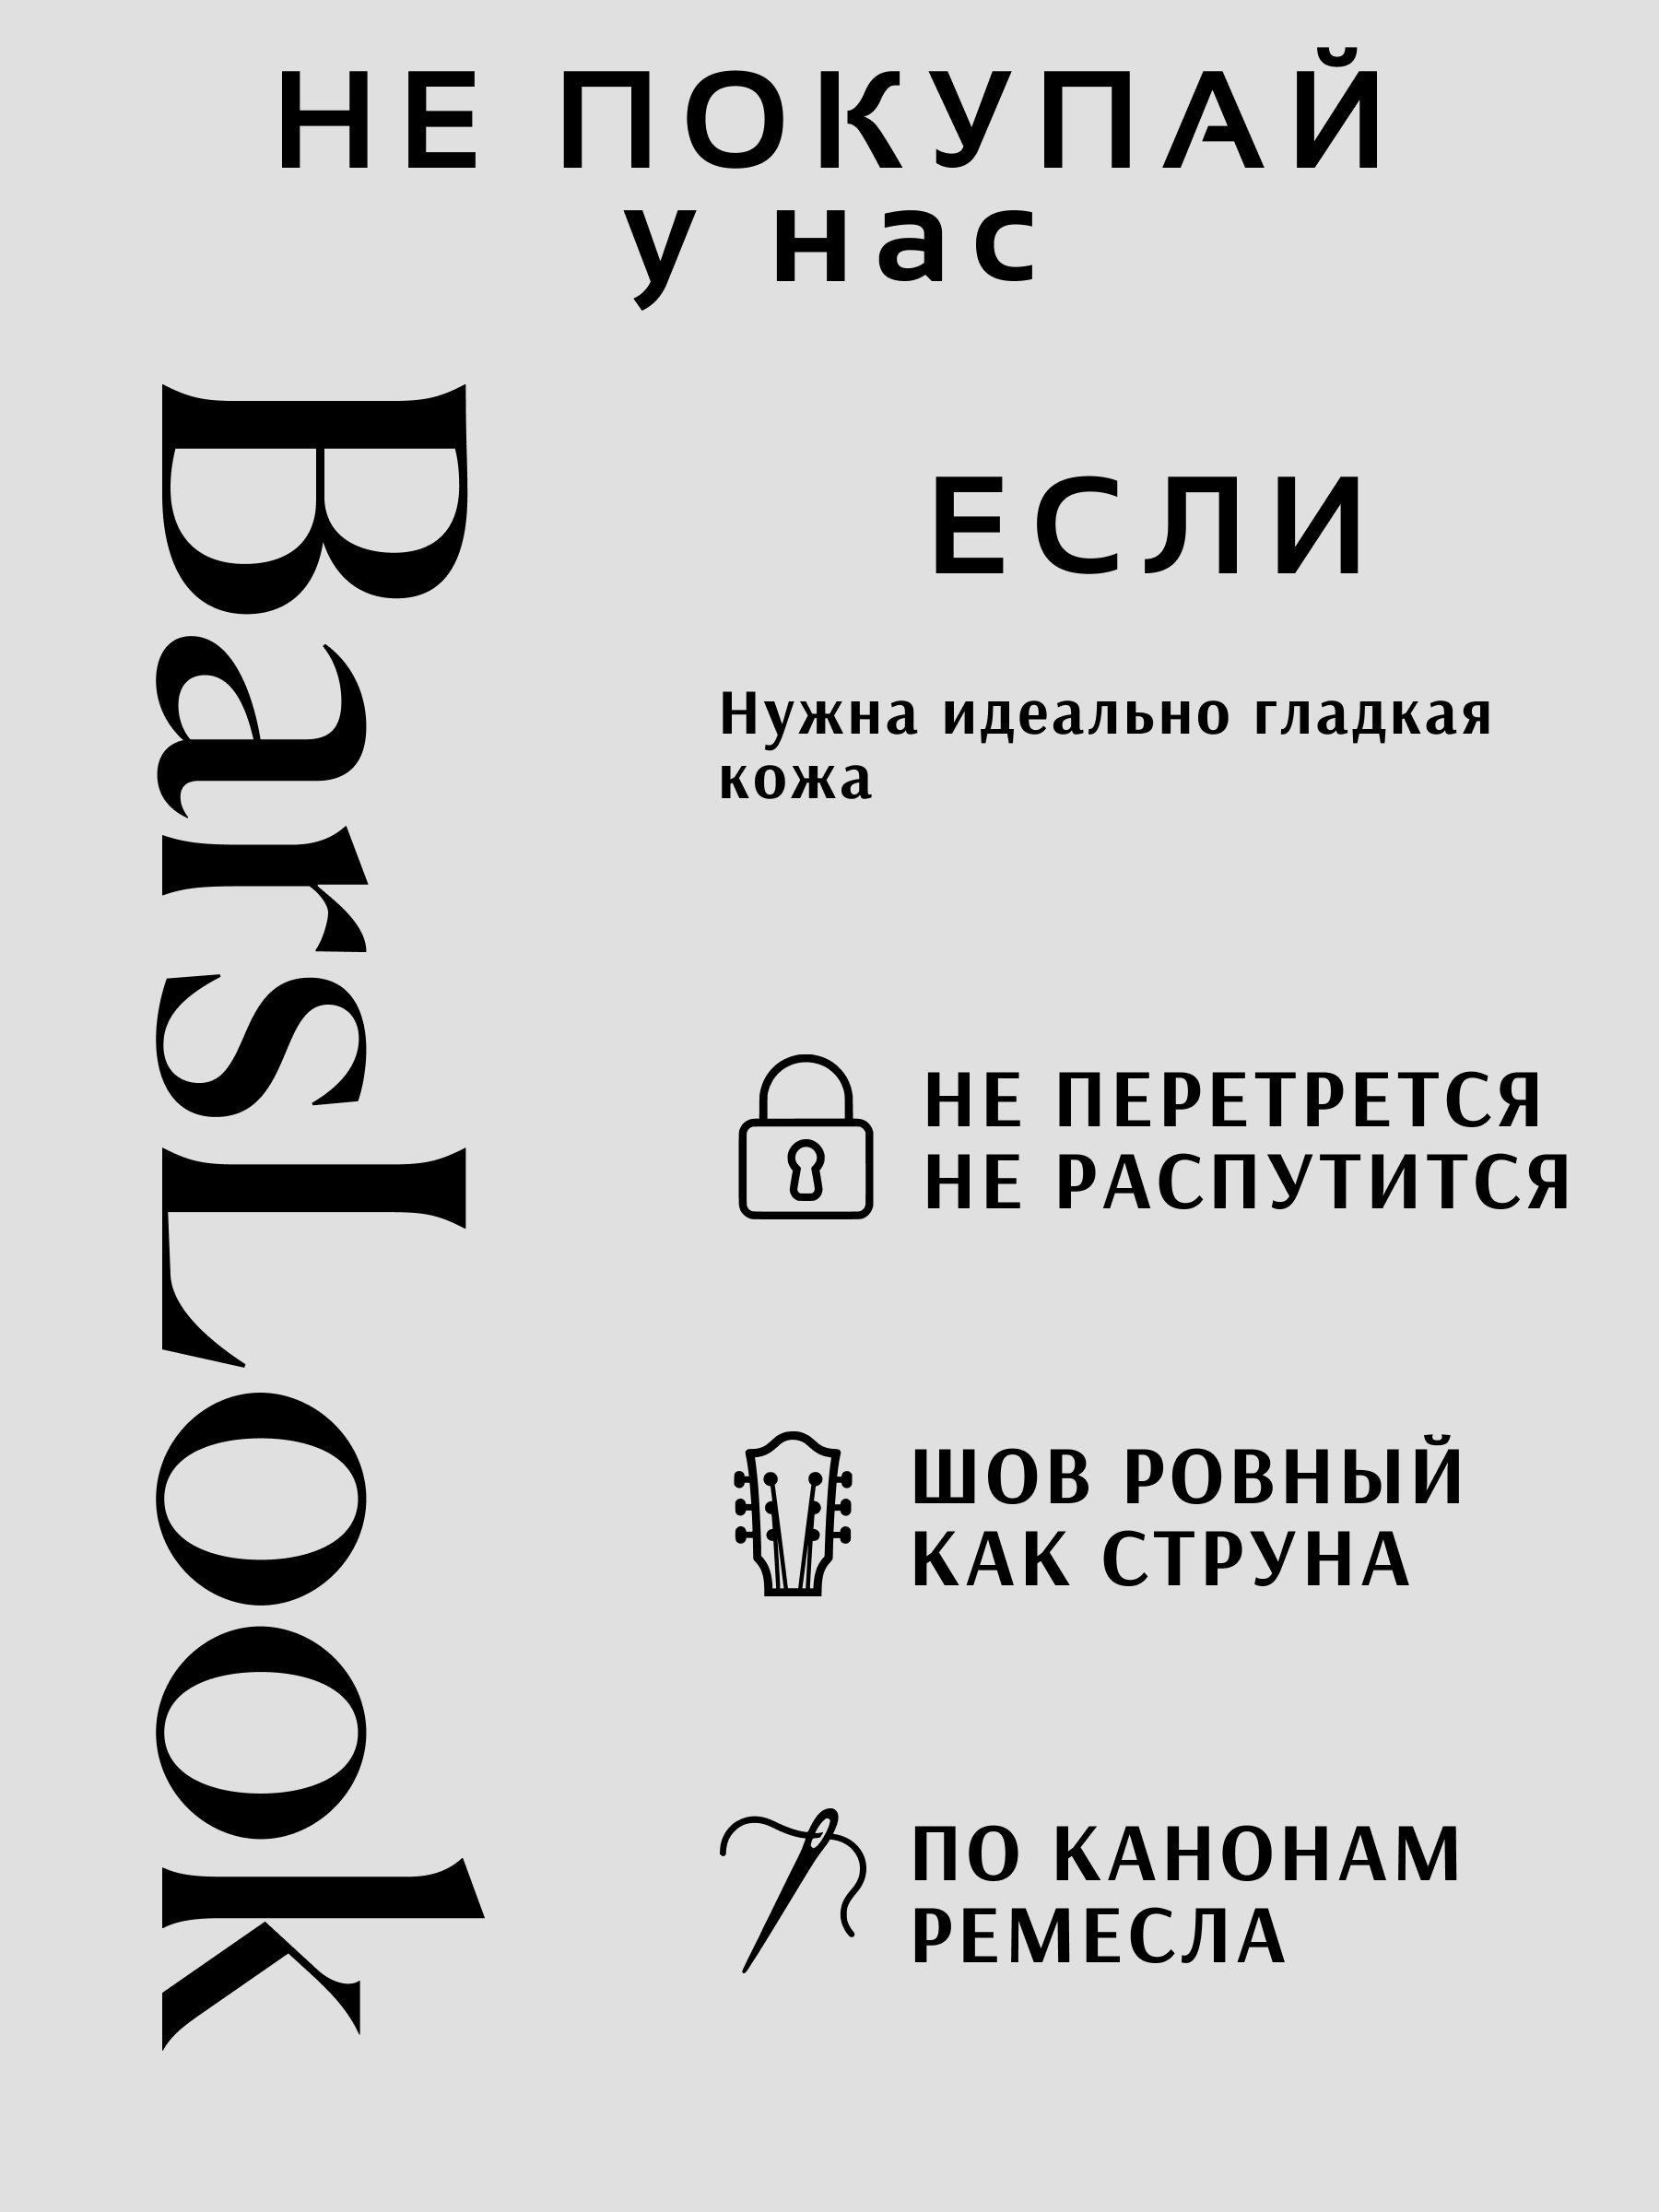 НЕ ПОКУПАЙ
у нас
BarsLook
ЕСЛИ
Нужна идеально гладкая
кожа
НЕ ПЕРЕТРЕТСЯ
НЕ РАСПУТИТСЯ
ШОВ РОВНЫЙ
КАК СТРУНА
ПО КАНОНАМ
РЕМЕСЛА